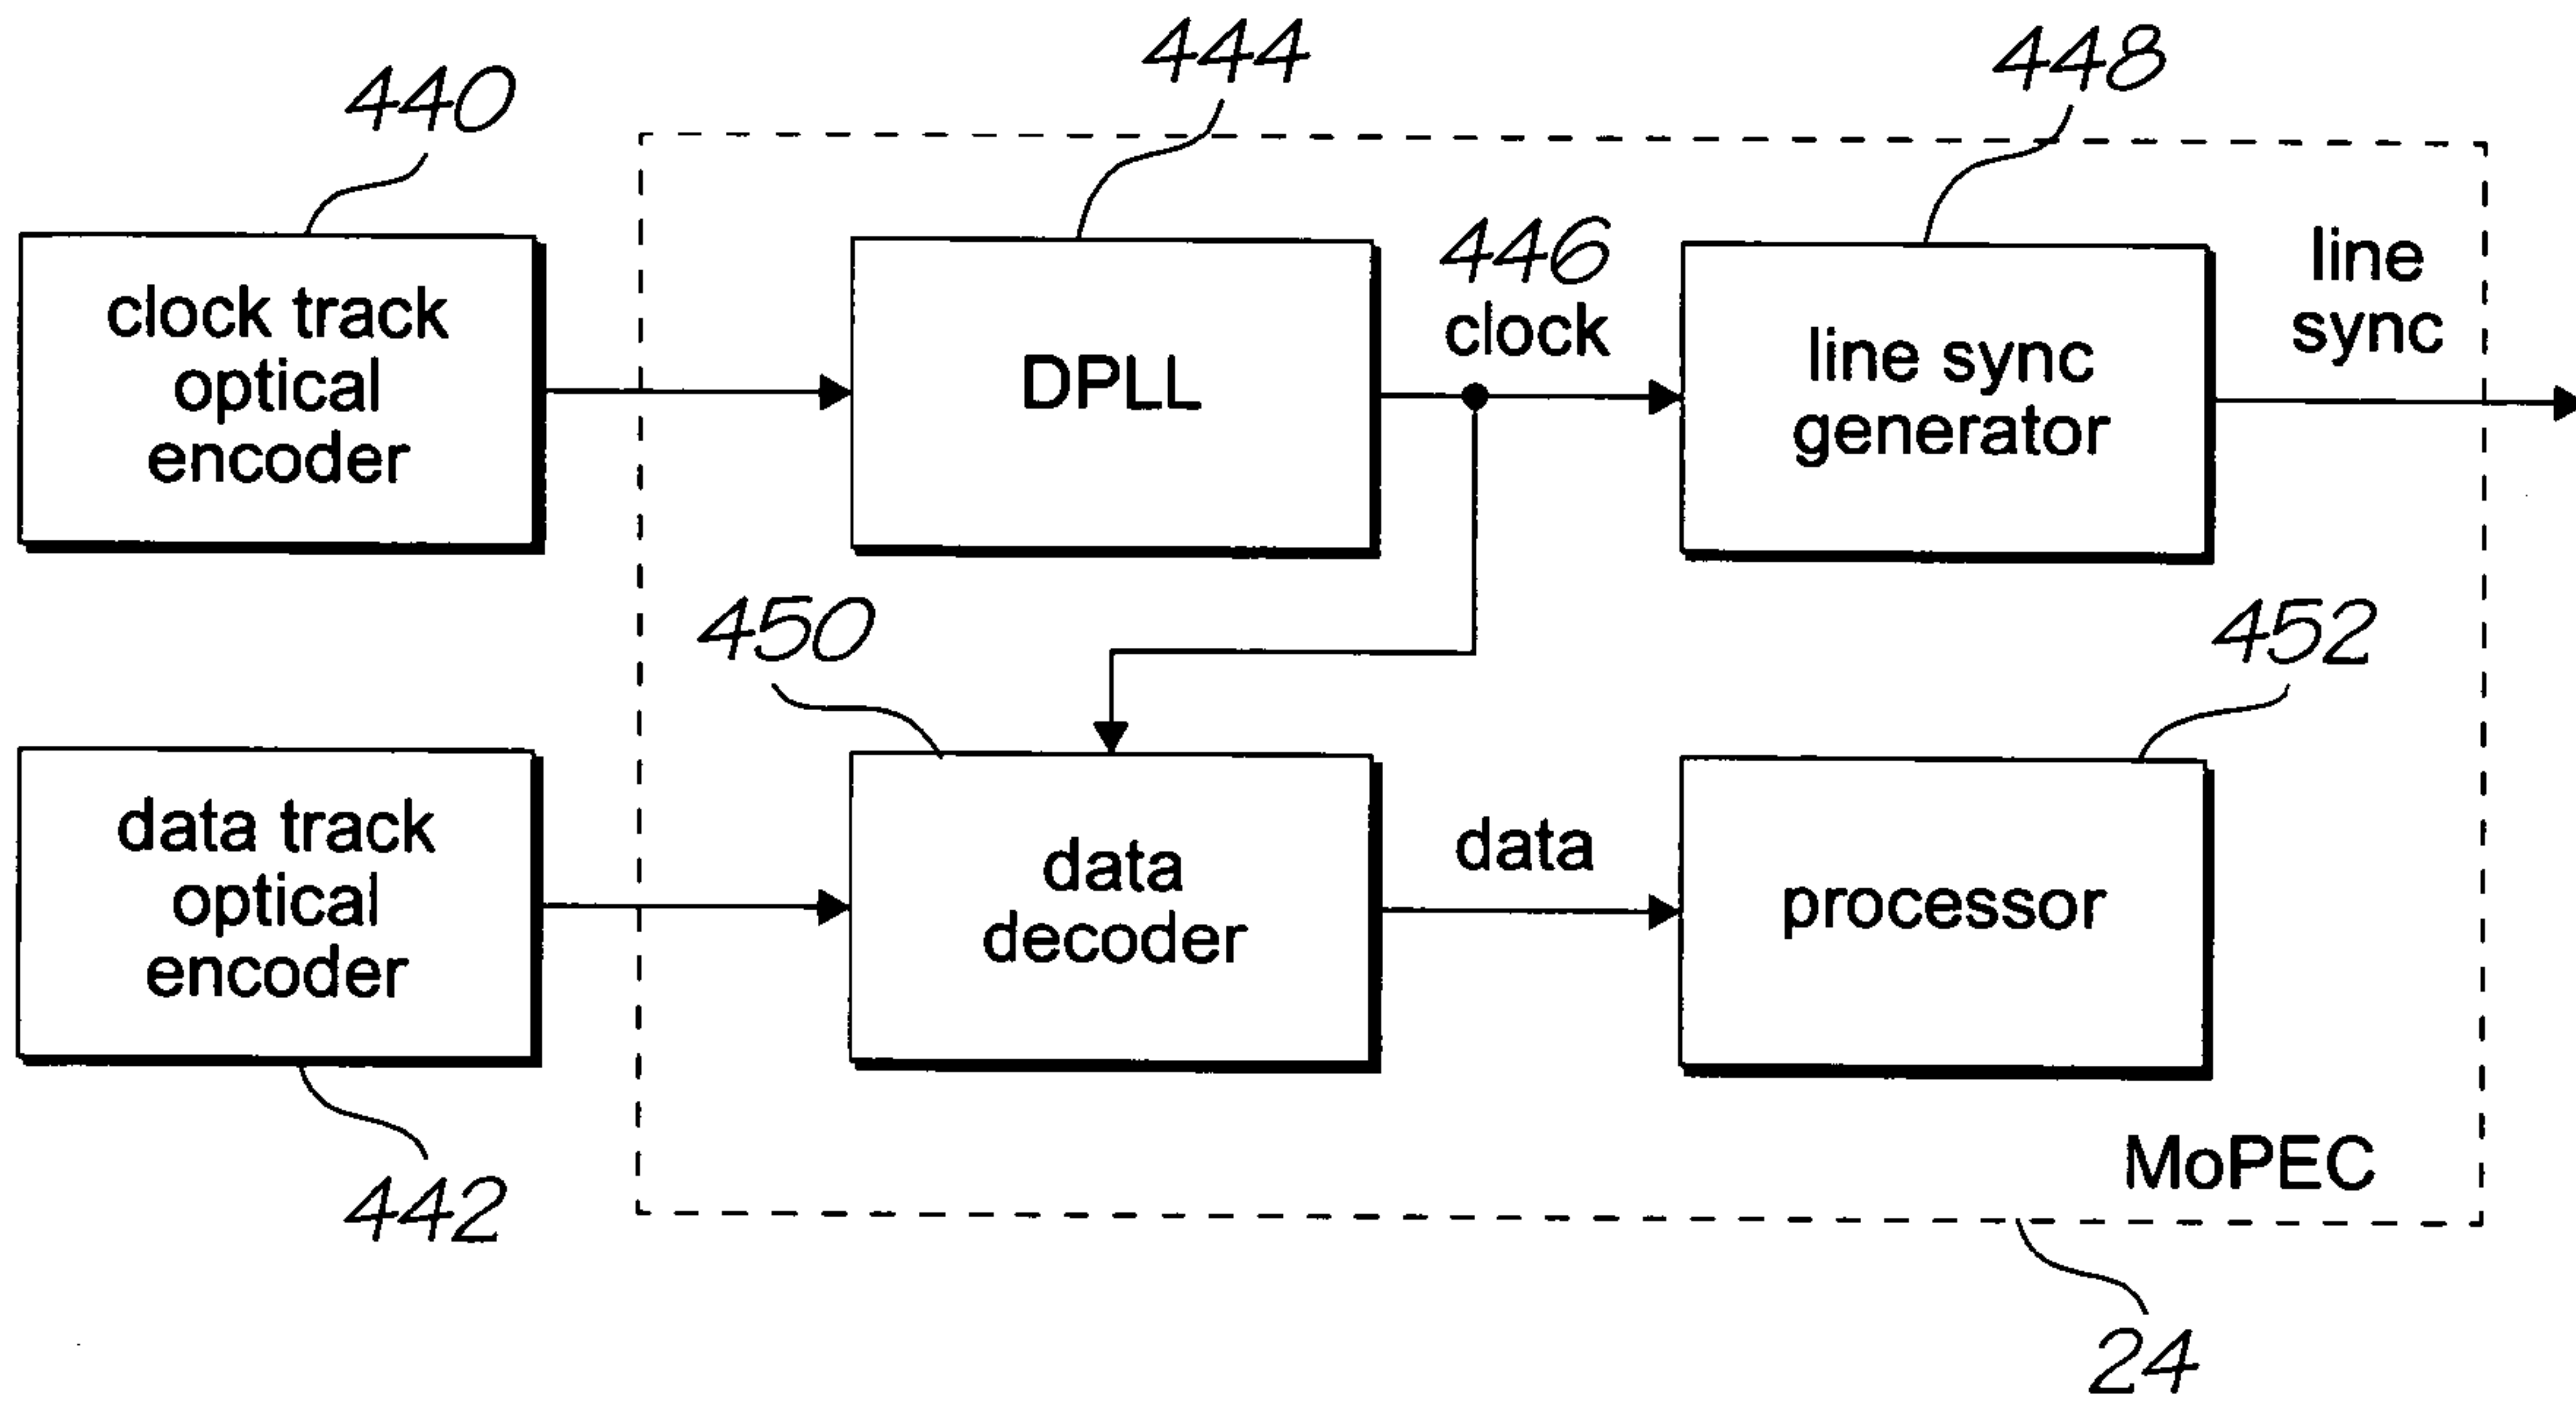 440
444
448
clock track
optical
encoder
DPLL
446
clock
line sync
generator
line
sync
450
452
data track
optical
encoder
data
decoder
data
processor
MoPEC
442
24